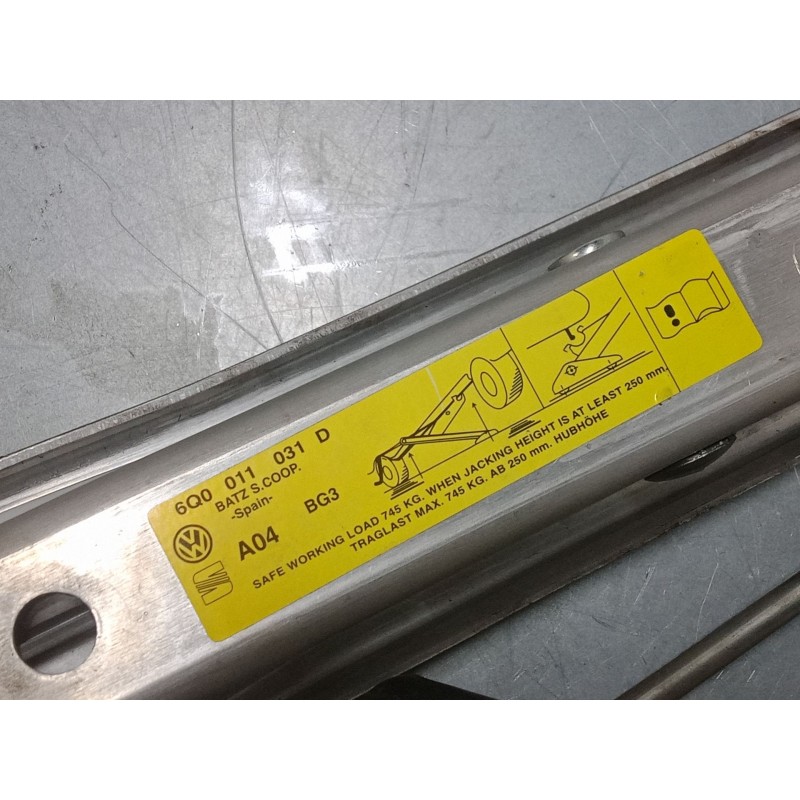 6Q0 011 031 D
BATZ S.COOP.
-Spain-
A04 BG3
SAFE WORKING LOAD 745 KG. WHEN JACKING HEIGHT IS AT LEAST 250 mm.
TRAGLAST MAX. 745 KG. AB 250 mm. HUBHÖHE